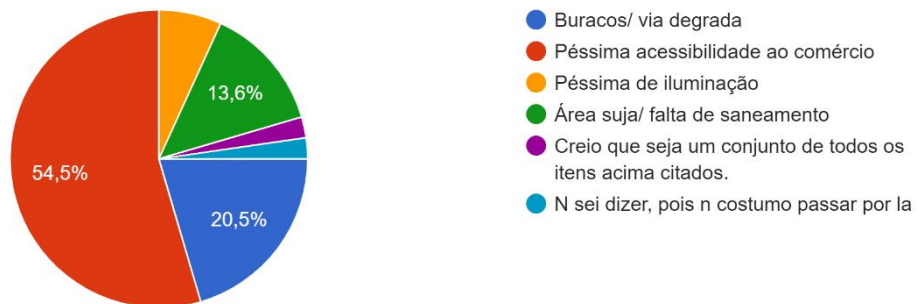 13,6%
54,5%
20,5%
Buracos/ via degrada
Péssima acessibilidade ao comércio
Péssima de iluminação
Área suja/ falta de saneamento
Creio que seja um conjunto de todos os
itens acima citados.
N sei dizer, pois n costumo passar por la